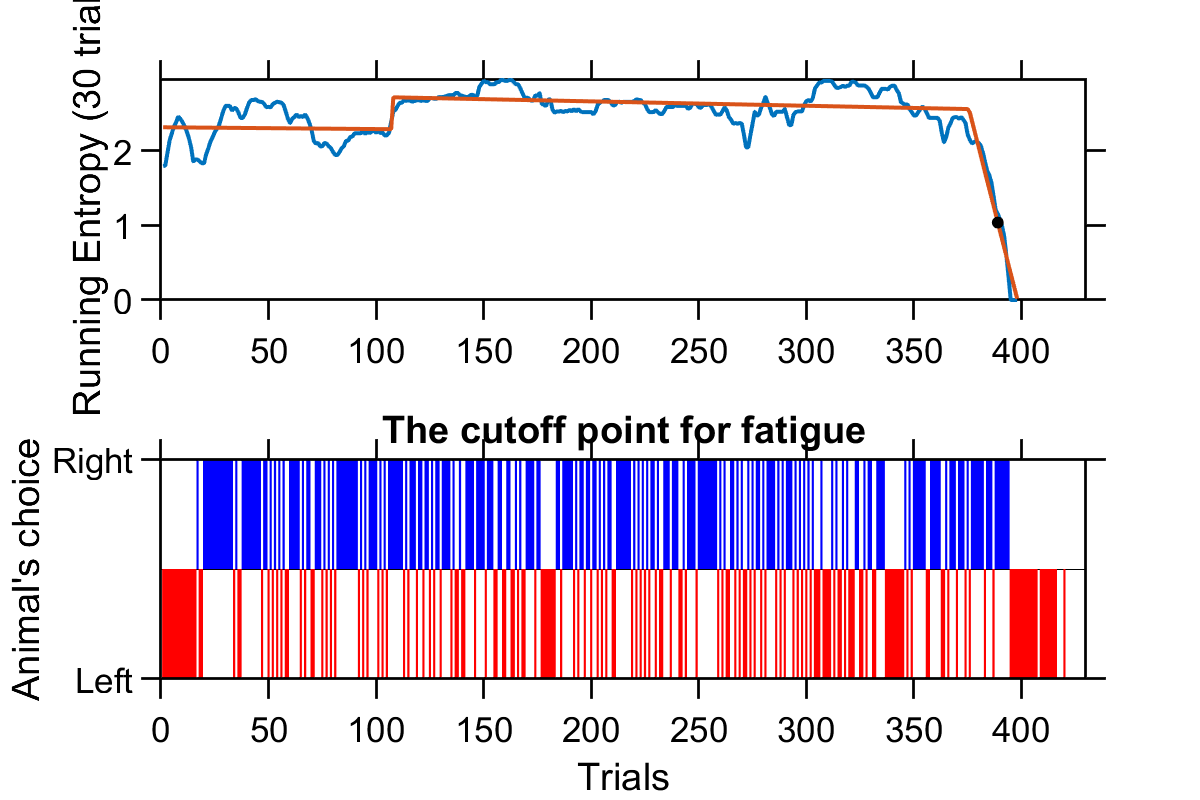 Running Entropy (30 trial
2
1
0
0 50 100 150 200 250 300 350 400
The cutoff point for fatigue
Animal's choice
Right
Left
0 50 100 150 200 250 300 350 400
Trials